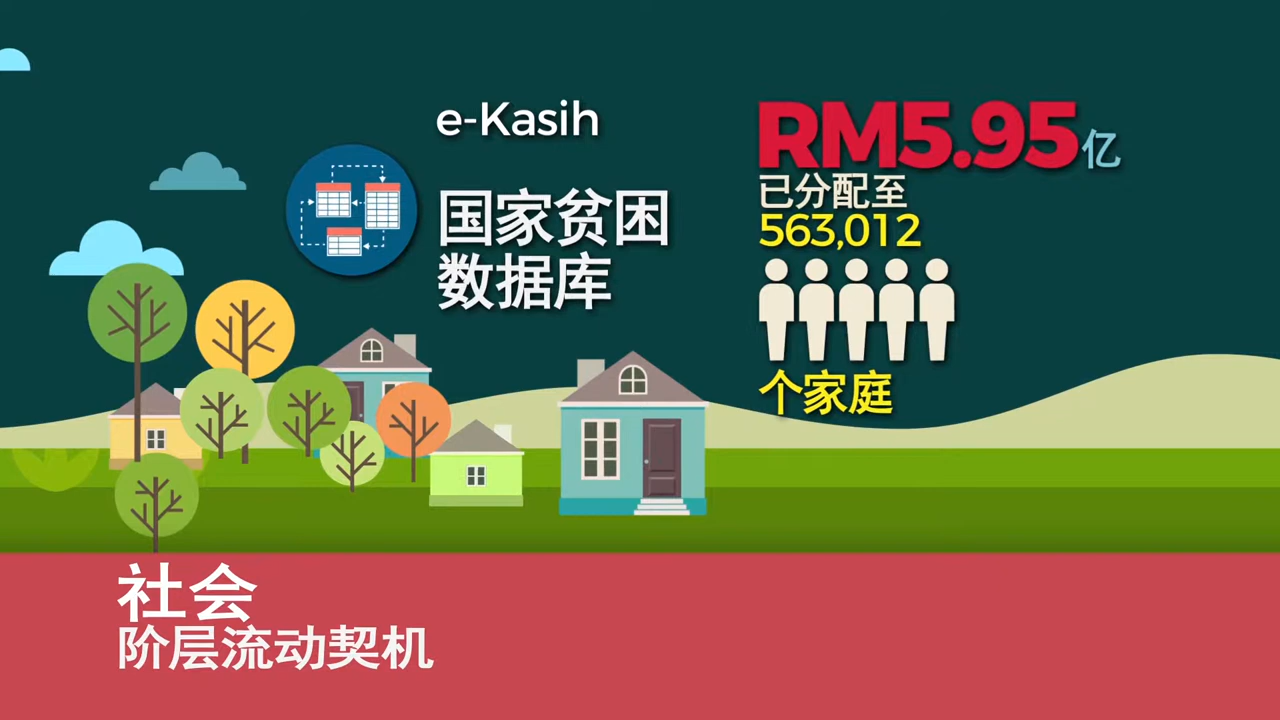 e-Kasih
国家贫困
数据库
RM5.95亿
已分配至
563,012
个家庭
社会
阶层流动契机